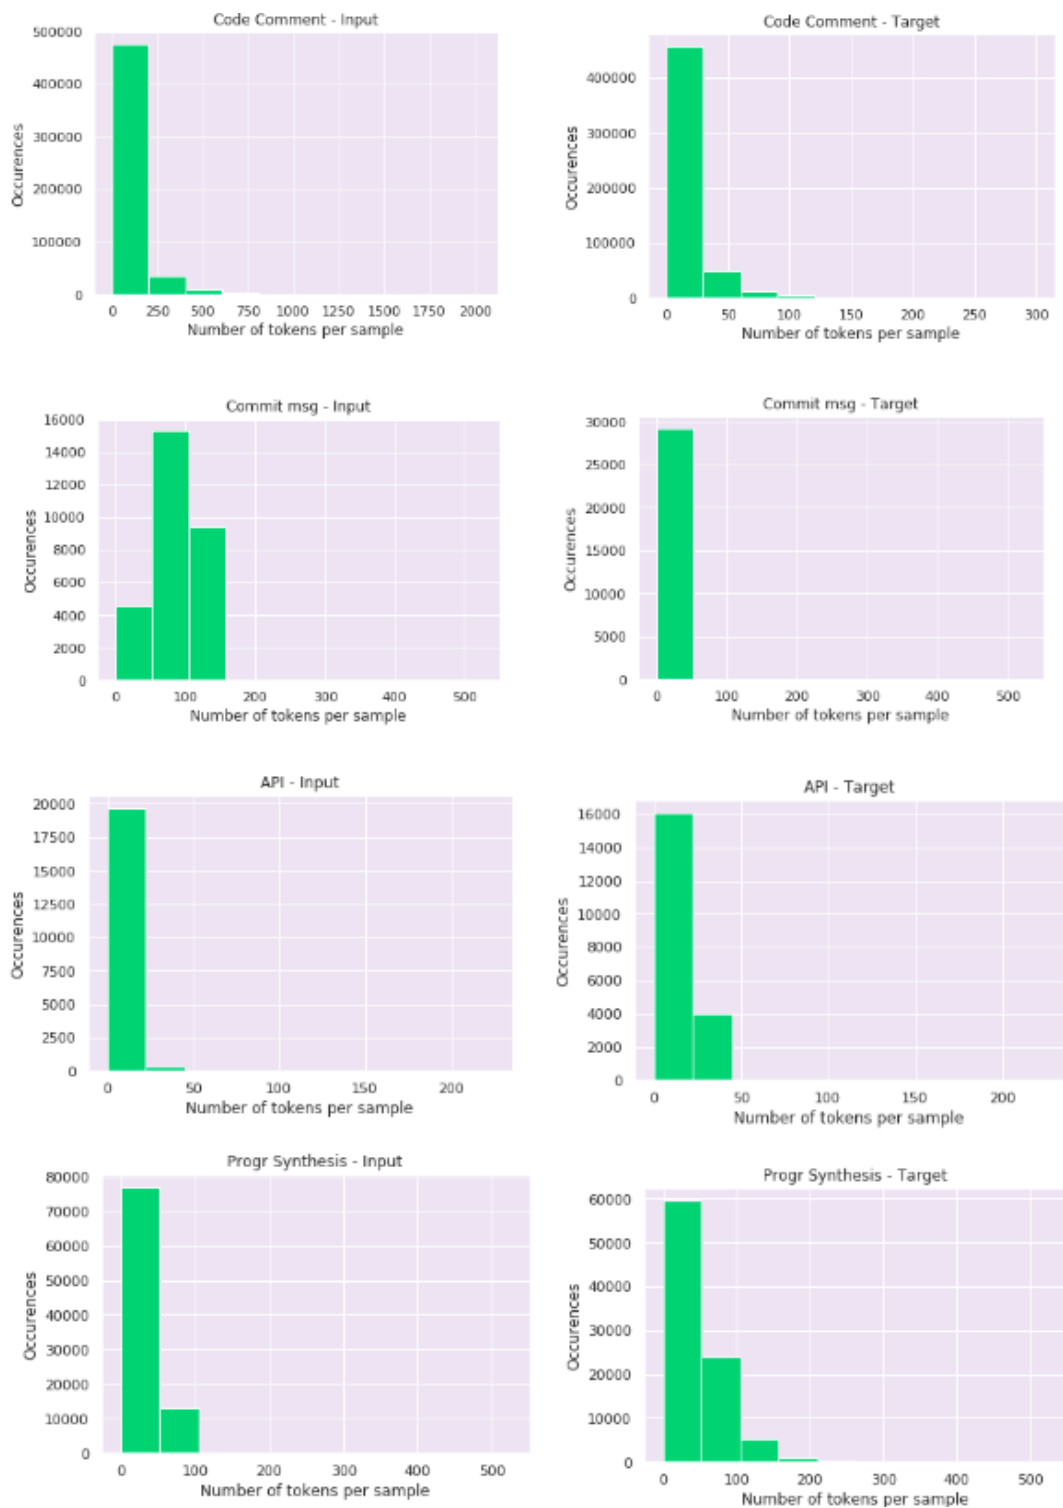 Code Comment - Input
500000
400000
300000
200000
100000
0
Occurences
0 250 500 750 1000 1250 1500 1750 2000
Number of tokens per sample
Code Comment - Target
400000
300000
200000
100000
0
Occurences
0 50 100 150 200 250 300
Number of tokens per sample
Commit msg - Input
16000
14000
12000
10000
8000
6000
4000
2000
0
Occurences
0 100 200 300 400 500
Number of tokens per sample
Commit msg - Target
30000
25000
20000
15000
10000
5000
0
Occurences
0 100 200 300 400 500
Number of tokens per sample
API - Input
20000
17500
15000
12500
10000
7500
5000
2500
0
Occurences
0 50 100 150 200
Number of tokens per sample
API - Target
16000
14000
12000
10000
8000
6000
4000
2000
0
Occurences
0 50 100 150 200
Number of tokens per sample
Progr Synthesis - Input
80000
70000
60000
50000
40000
30000
20000
10000
0
Occurences
0 100 200 300 400 500
Number of tokens per sample
Progr Synthesis - Target
60000
50000
40000
30000
20000
10000
0
Occurences
0 100 200 300 400 500
Number of tokens per sample